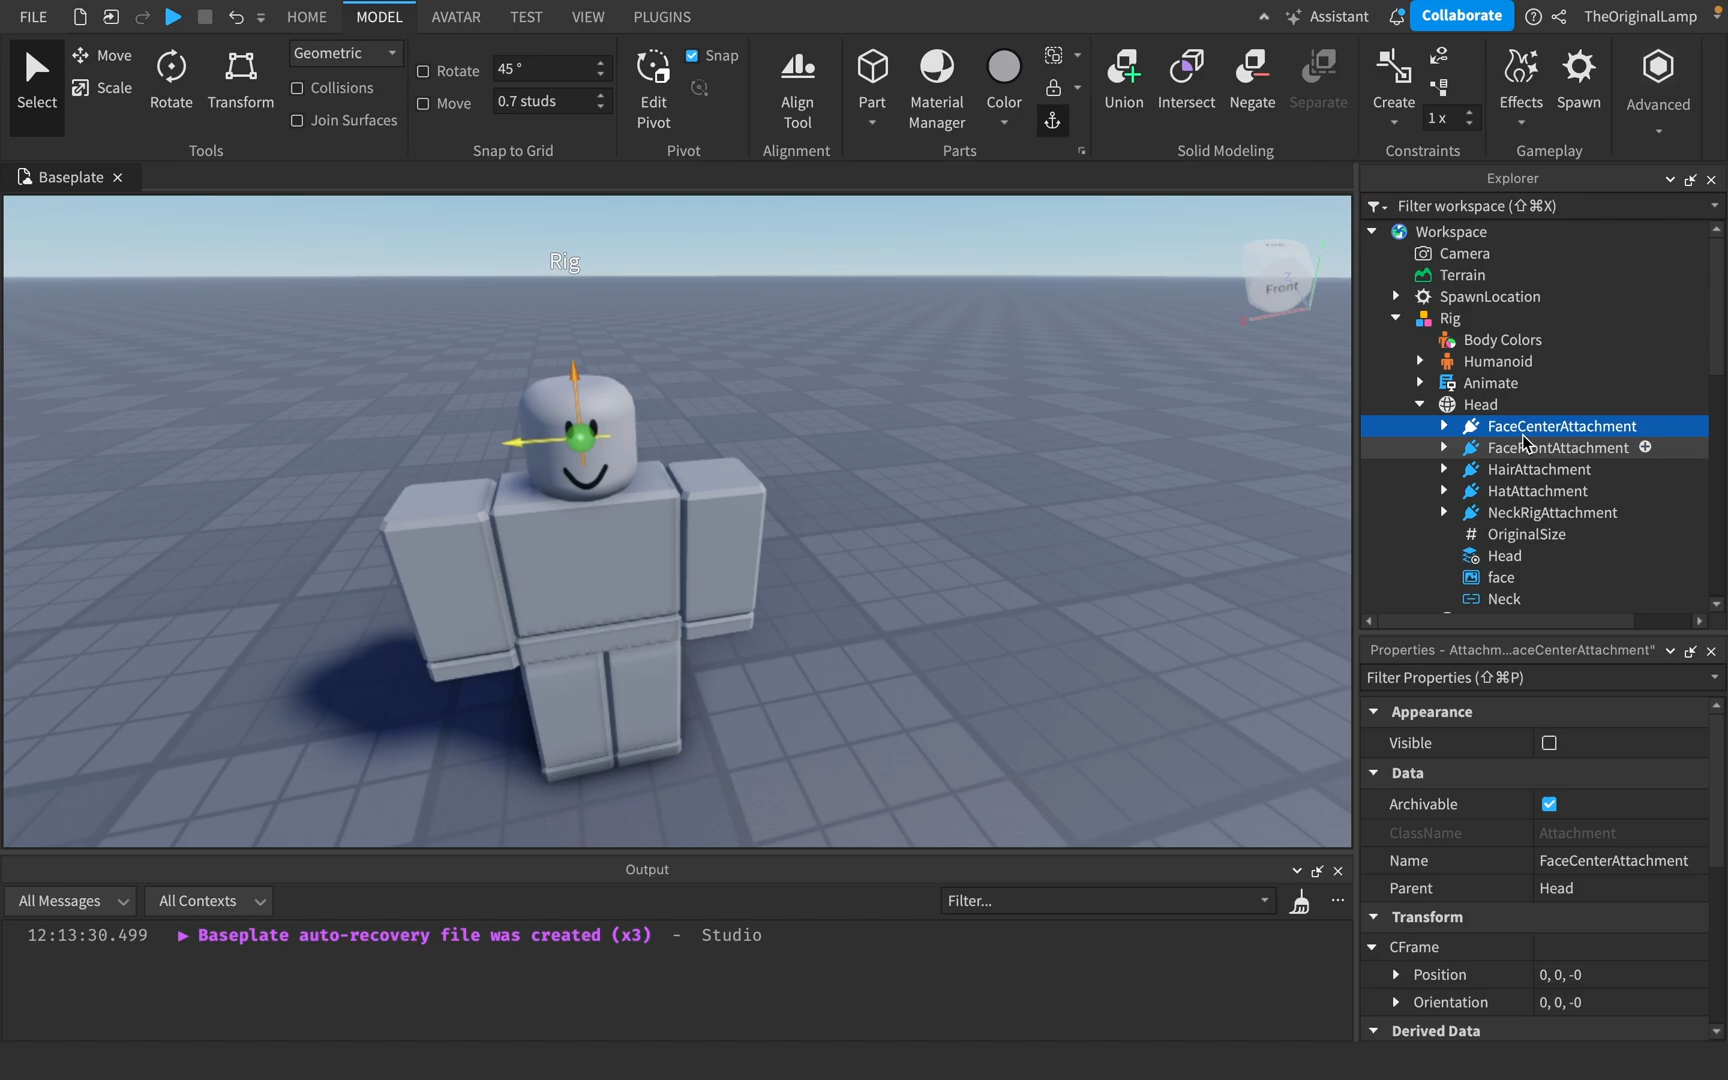 FILE HOME MODEL AVATAR TEST VIEW PLUGINS Assistant Collaborate TheOriginalLamp
Select Move Scale Rotate Transform Geometric Collisions Join Surfaces
Tools
Rotate 45 °
Move 0.7 studs
Snap to Grid
Edit Pivot Snap
Pivot
Align Tool
Alignment
Part Material Manager Color
Parts
Union Intersect Negate Separate
Solid Modeling
Create 1 x
Constraints
Effects Spawn
Gameplay
Advanced
Baseplate
Rig
Front
Explorer
Filter workspace (⇧⌘X)
Workspace
Camera
Terrain
SpawnLocation
Rig
Body Colors
Humanoid
Animate
Head
FaceCenterAttachment
HairAttachment
HatAttachment
NeckRigAttachment
# OriginalSize
Head
face
Neck
Properties - Attachm...aceCenterAttachment"
Filter Properties (⇧⌘P)
Appearance
Visible
Data
Archivable
ClassName Attachment
Name FaceCenterAttachment
Parent Head
Transform
CFrame
Position 0, 0, -0
Orientation 0, 0, -0
Derived Data
Output
All Messages All Contexts Filter... ...
12:13:30.499 Baseplate auto-recovery file was created (x3) - Studio